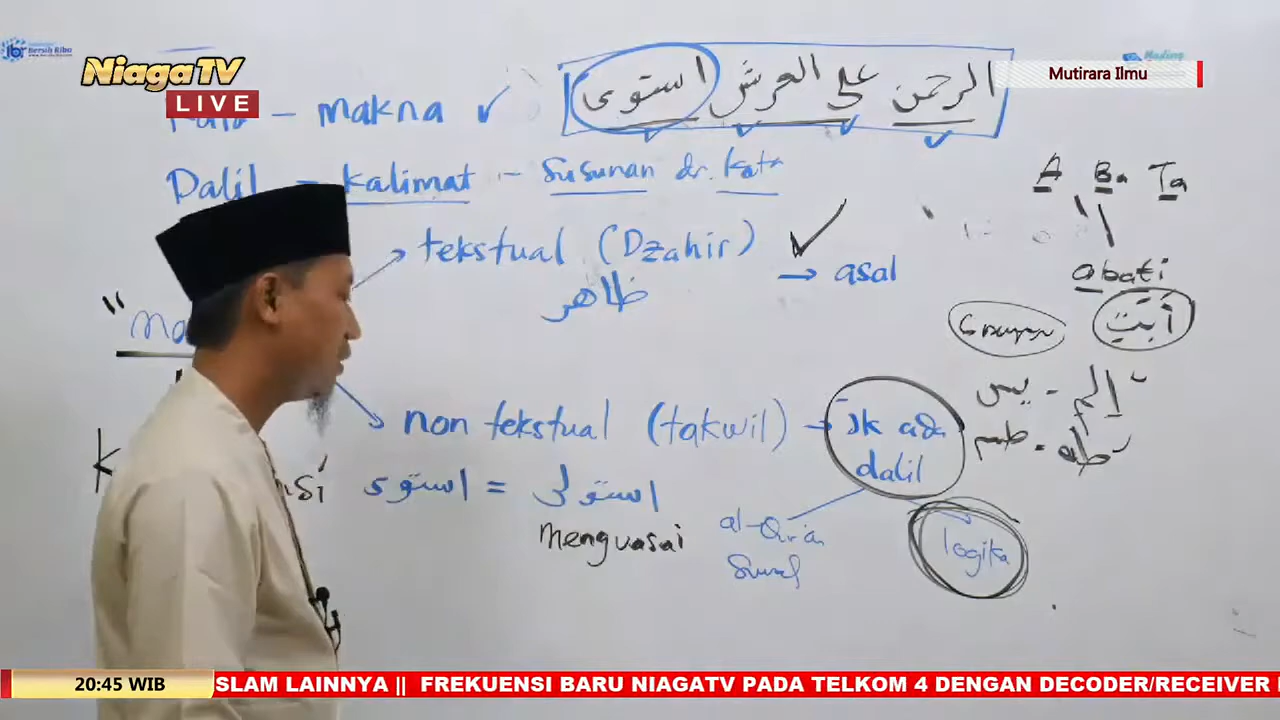 NiagaTV
LIVE
Mutirara Ilmu
الرحمن على العرش استوى
– makna ✓
Dalil – kalimat – Susunan dr. kata
A Ba Ta
tekstual (Dzahir)
ظاهر
→ asal
abati
أَبَتِ
non tekstual (takwil) → Jk ada
dalil
الم - يس
طه - طسم
استوى = استولى
menguasai
al-Qur'an
Sunnah
logika
20:45 WIB
SLAM LAINNYA || FREKUENSI BARU NIAGATV PADA TELKOM 4 DENGAN DECODER/RECEIVER